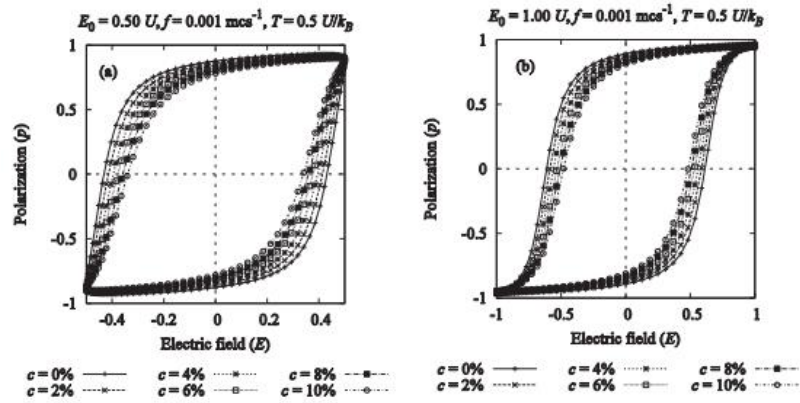 E0 = 0.50 U, f = 0.001 mcs⁻¹, T = 0.5 U/kB
(a)
Polarization (p)
1
0.5
0
-0.5
-1
-0.4 -0.2 0 0.2 0.4
Electric field (E)
c = 0% c = 4% c = 8%
c = 2% c = 6% c = 10%
E0 = 1.00 U, f = 0.001 mcs⁻¹, T = 0.5 U/kB
(b)
Polarization (p)
1
0.5
0
-0.5
-1
-1 -0.5 0 0.5 1
Electric field (E)
c = 0% c = 4% c = 8%
c = 2% c = 6% c = 10%